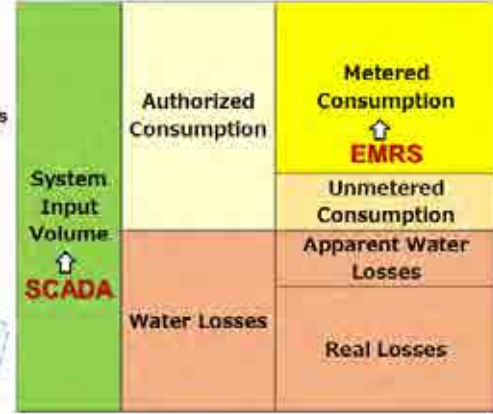 s
System
Input
Volume
⇧
SCADA
Authorized
Consumption
Water Losses
Metered
Consumption
⇧
EMRS
Unmetered
Consumption
Apparent Water
Losses
Real Losses